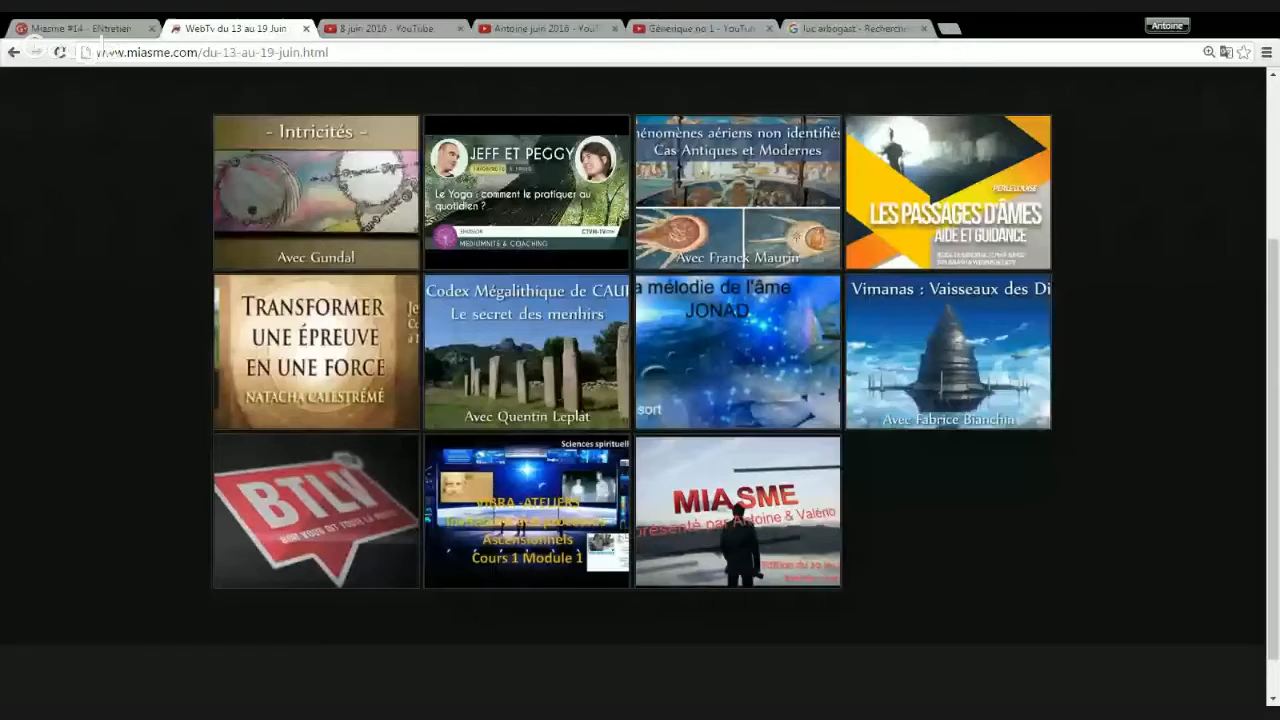 Miasme #14 - ENtretien
WebTv du 13 au 19 Juin
8 juin 2016 - YouTube
Antoine juin 2016 - YouT
Générique no 1 - YouTub
luc arbogast - Recherche
Antoine
www.miasme.com/du-13-au-19-juin.html
- Intricités -
Avec Gundal
JEFF ET PEGGY
Le Yoga : comment le pratiquer au
quotidien ?
MEDIUMNITE & COACHING
hénomènes aériens non identifiés
Cas Antiques et Modernes
Avec Franck Maurin
PERLE LOUISE
LES PASSAGES D'ÂMES
AIDE ET GUIDANCE
TRANSFORMER
UNE ÉPREUVE
EN UNE FORCE
NATACHA CALESTRÉMÉ
Codex Mégalithique de CAU
Le secret des menhirs
Avec Quentin Leplat
a mélodie de l'âme
JONAD
sort
Vimanas : Vaisseaux des Di
Avec Fabrice Bianchin
BTLV
Sciences spirituell
VIBRA -ATELIERS
Ascensionnels
Cours 1 Module 1
MIASME
présenté par Antoine & Valério